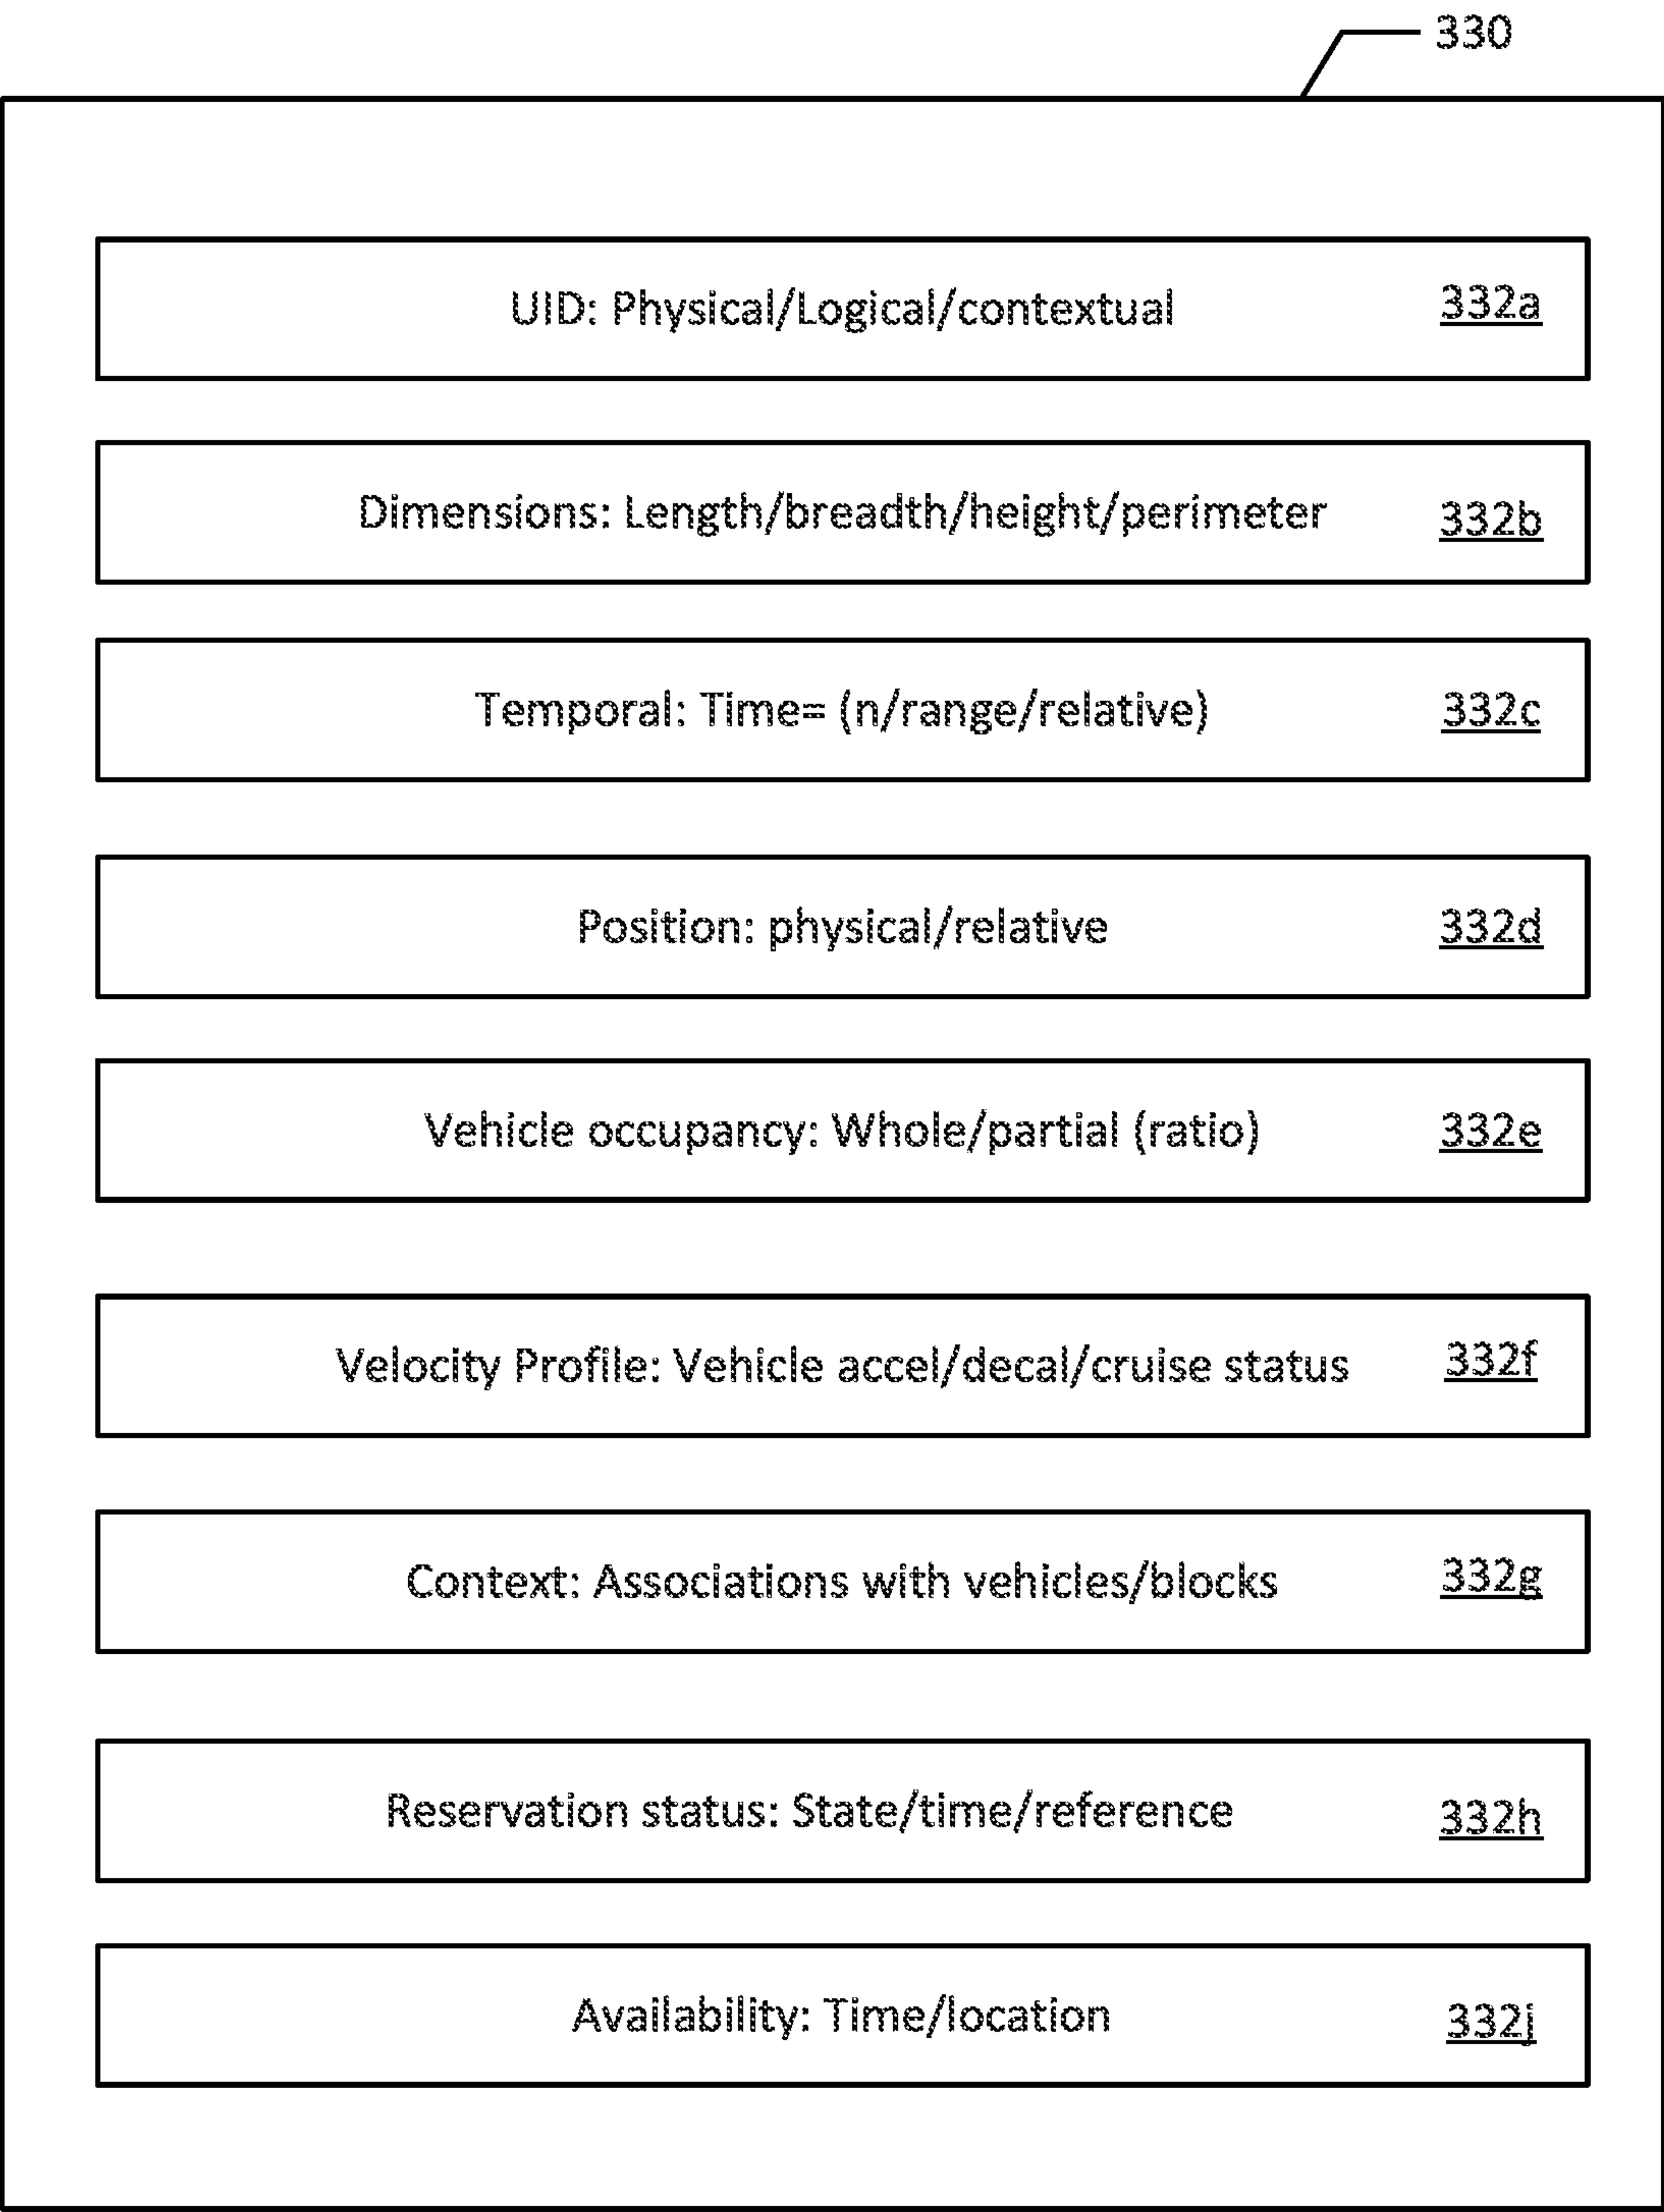 330
UID: Physical/Logical/contextual 332a
Dimensions: Length/breadth/height/perimeter 332b
Temporal: Time= (n/range/relative) 332c
Position: physical/relative 332d
Vehicle occupancy: Whole/partial (ratio) 332e
Velocity Profile: Vehicle accel/decal/cruise status 332f
Context: Associations with vehicles/blocks 332g
Reservation status: State/time/reference 332h
Availability: Time/location 332j